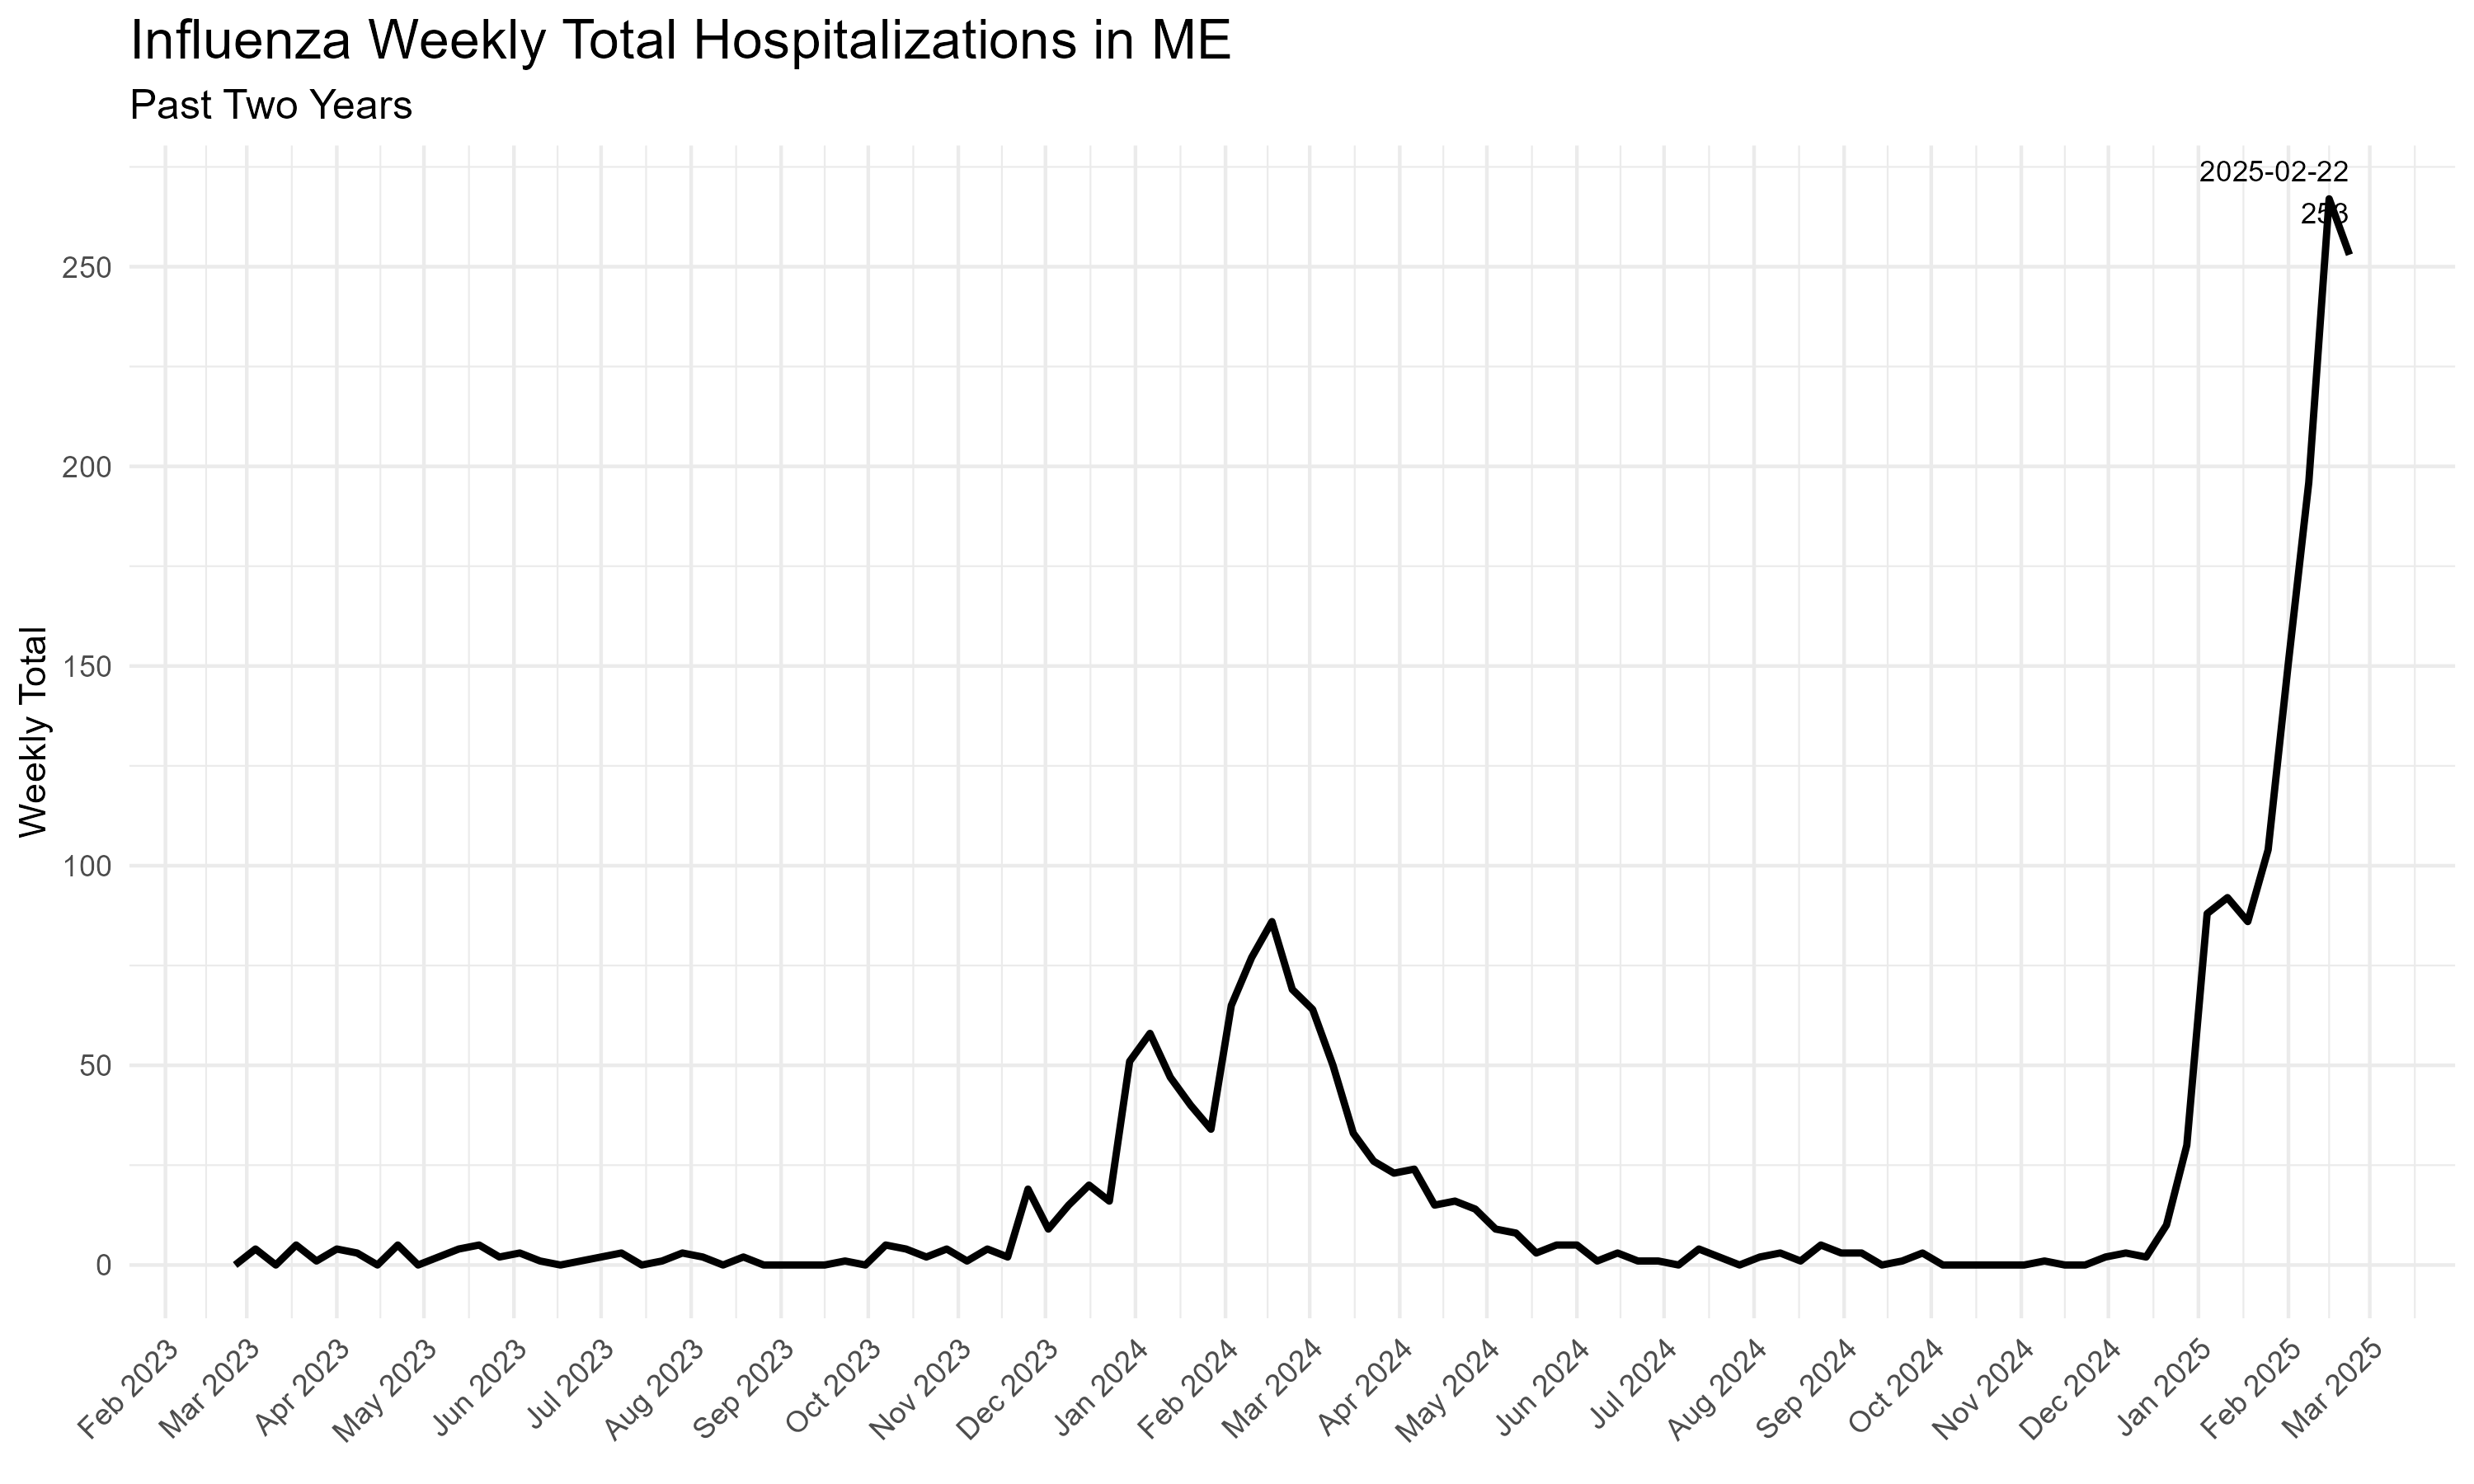 Influenza Weekly Total Hospitalizations in ME
Past Two Years
2025-02-22
253
Weekly Total
250
200
150
100
50
0
Feb 2023
Mar 2023
Apr 2023
May 2023
Jun 2023
Jul 2023
Aug 2023
Sep 2023
Oct 2023
Nov 2023
Dec 2023
Jan 2024
Feb 2024
Mar 2024
Apr 2024
May 2024
Jun 2024
Jul 2024
Aug 2024
Sep 2024
Oct 2024
Nov 2024
Dec 2024
Jan 2025
Feb 2025
Mar 2025